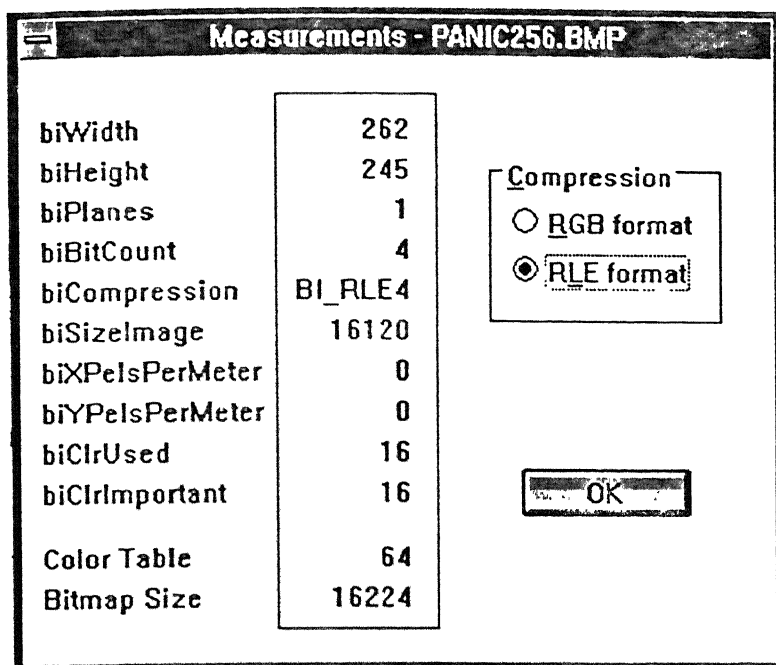 Measurements - PANIC256.BMP
biWidth 262
biHeight 245
biPlanes 1
biBitCount 4
biCompression BI_RLE4
biSizeImage 16120
biXPelsPerMeter 0
biYPelsPerMeter 0
biClrUsed 16
biClrImportant 16
Color Table 64
Bitmap Size 16224
Compression
RGB format
RLE format
OK